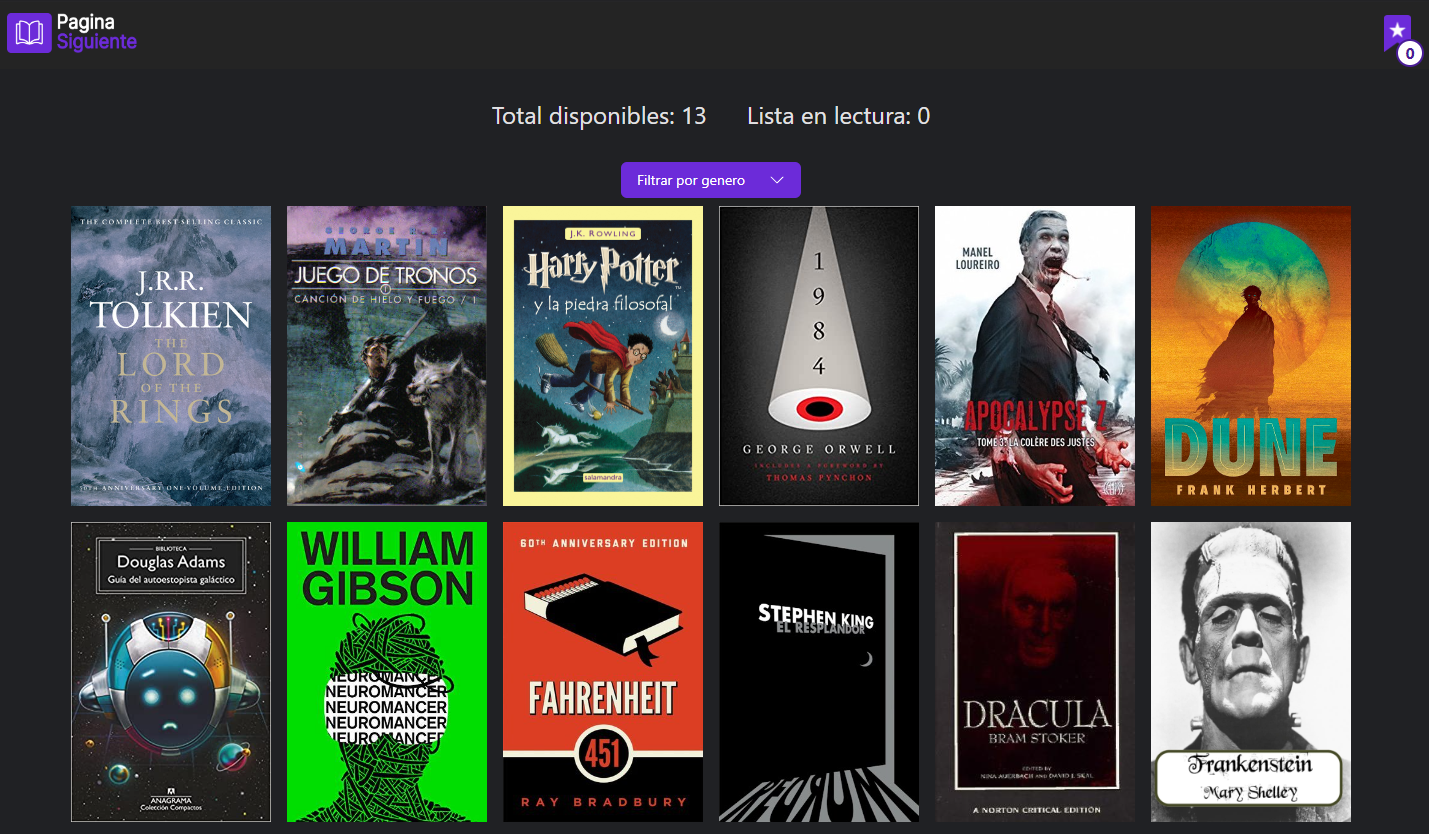 Pagina
Siguiente
0
Total disponibles: 13
Lista en lectura: 0
Filtrar por genero
THE COMPLETE BEST SELLING CLASSIC
J.R.R.
TOLKIEN
THE
LORD
OF THE
RINGS
50TH ANNIVERSARY ONE-VOLUME EDITION
GEORGE R. R.
MARTIN
JUEGO DE TRONOS
CANCIÓN DE HIELO Y FUEGO / 1
J.K. ROWLING
Harry Potter
y la piedra filosofal
salamandra
1
9
8
4
GEORGE ORWELL
INCLUDES A FOREWORD BY
THOMAS PYNCHON
MANEL
LOUREIRO
APOCALYPSE Z
TOME 3: LA COLÈRE DES JUSTES
DUNE
FRANK HERBERT
BIBLIOTECA
Douglas Adams
Guía del autoestopista galáctico
ANAGRAMA
Colección Compactos
WILLIAM
GIBSON
NEUROMANCER
NEUROMANCER
NEUROMANCER
NEUROMANCER
NEUROMANCER
60TH ANNIVERSARY EDITION
FAHRENHEIT
451
RAY BRADBURY
STEPHEN KING
EL RESPLANDOR
DRACULA
BRAM STOKER
EDITED BY
NINA AUERBACH AND DAVID J. SKAL
A NORTON CRITICAL EDITION
Frankenstein
Mary Shelley